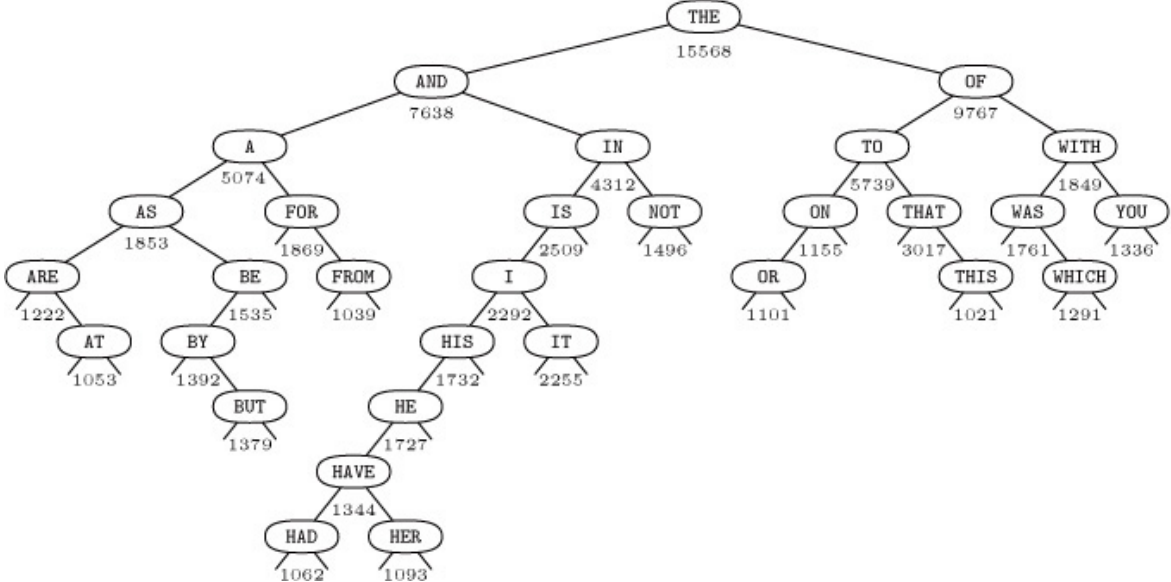 THE
15568
AND OF
7638 9767
A IN TO WITH
5074 4312 5739 1849
AS FOR IS NOT ON THAT WAS YOU
1853 1869 2509 1496 1155 3017 1761 1336
ARE BE FROM I OR THIS WHICH
1222 1535 1039 2292 1101 1021 1291
AT BY HIS IT
1053 1392 1732 2255
BUT HE
1379 1727
HAVE
1344
HAD HER
1062 1093